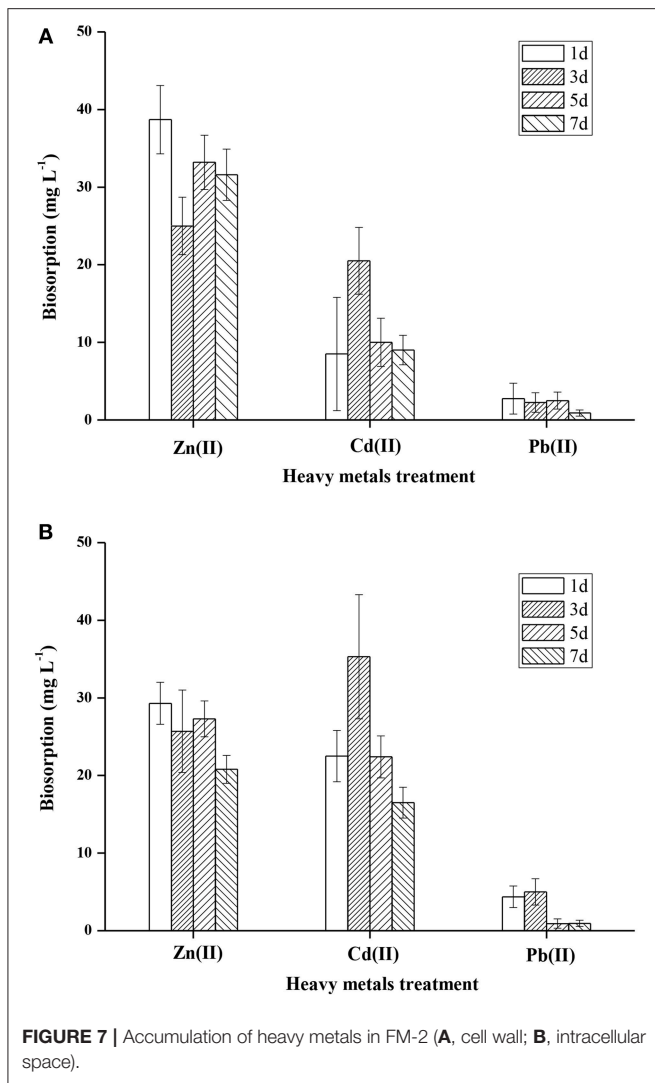 A
50
40
30
20
10
0
Biosorption (mg L⁻¹)
1d
3d
5d
7d
Zn(II)
Cd(II)
Pb(II)
Heavy metals treatment
B
50
40
30
20
10
0
Biosorption (mg L⁻¹)
1d
3d
5d
7d
Zn(II)
Cd(II)
Pb(II)
Heavy metals treatment
FIGURE 7 | Accumulation of heavy metals in FM-2 (A, cell wall; B, intracellular
space).